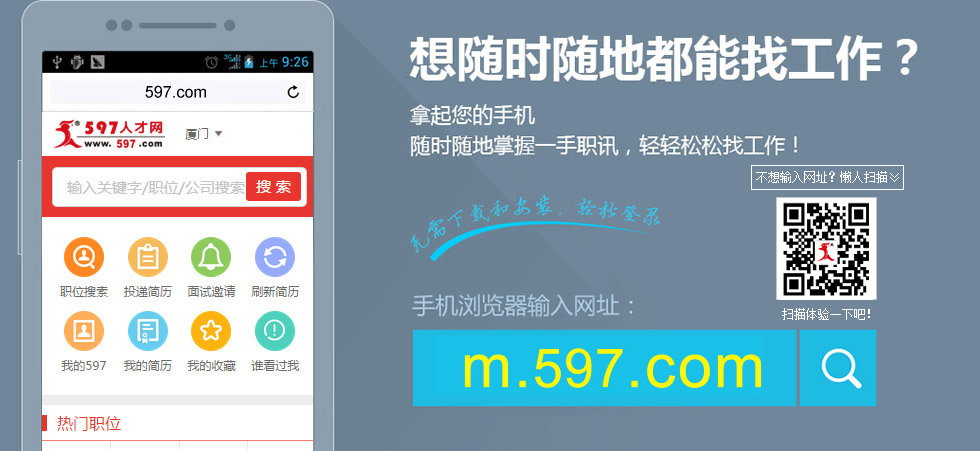 3G
上午 9:26
597.com
597人才网
www.597.com
厦门
输入关键字/职位/公司搜索
搜索
职位搜索
投递简历
面试邀请
刷新简历
我的597
我的简历
我的收藏
谁看过我
热门职位
想随时随地都能找工作？
拿起您的手机
随时随地掌握一手职讯，轻轻松松找工作！
不想输入网址？懒人扫描
无需下载和安装、轻松登录
扫描体验一下吧！
手机浏览器输入网址：
m.597.com